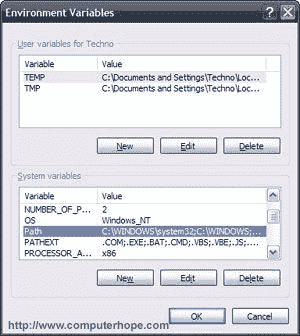 Environment Variables
User variables for Techno
Variable Value
TEMP C:\Documents and Settings\Techno\Loc...
TMP C:\Documents and Settings\Techno\Loc...
New Edit Delete
System variables
Variable Value
NUMBER_OF_P... 2
OS Windows_NT
Path C:\WINDOWS\system32;C:\WINDOWS;...
PATHEXT .COM;.EXE;.BAT;.CMD;.VBS;.VBE;.JS;....
PROCESSOR_A... x86
New Edit Delete
OK Cancel
http://www.computerhope.com